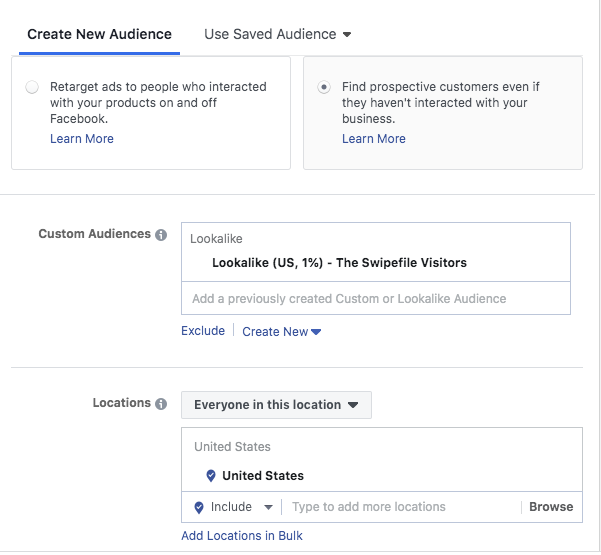 Create New Audience
Use Saved Audience
Retarget ads to people who interacted
with your products on and off
Facebook.
Learn More
Find prospective customers even if
they haven't interacted with your
business.
Learn More
Custom Audiences
Lookalike
Lookalike (US, 1%) - The Swipefile Visitors
Add a previously created Custom or Lookalike Audience
Exclude
Create New
Locations
Everyone in this location
United States
United States
Include
Type to add more locations
Browse
Add Locations in Bulk